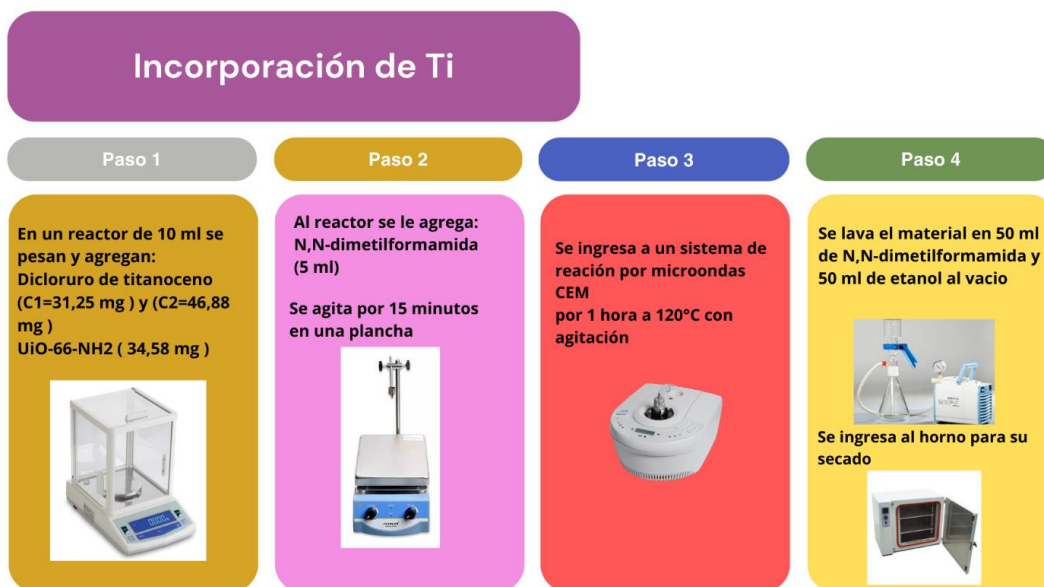 Incorporación de Ti
Paso 1
Paso 2
Paso 3
Paso 4
En un reactor de 10 ml se
pesan y agregan:
Dicloruro de titanoceno
(C1=31,25 mg ) y (C2=46,88
mg )
UiO-66-NH2 ( 34,58 mg )
Al reactor se le agrega:
N,N-dimetilformamida
(5 ml)
Se agita por 15 minutos
en una plancha
Se ingresa a un sistema de
reación por microondas
CEM
por 1 hora a 120°C con
agitación
Se lava el material en 50 ml
de N,N-dimetilformamida y
50 ml de etanol al vacio
Se ingresa al horno para su
secado